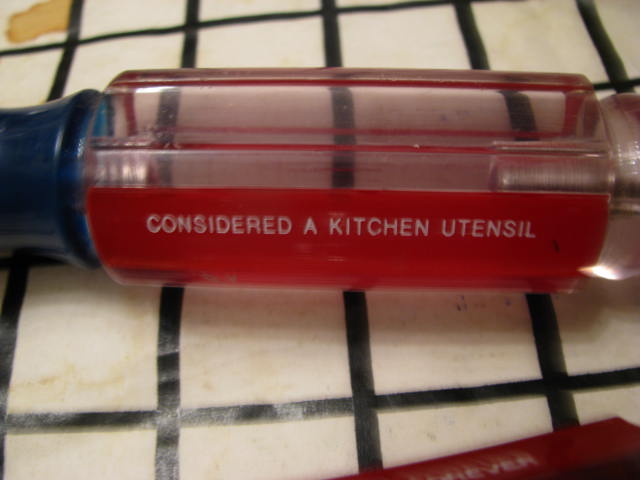 CONSIDERED A KITCHEN UTENSIL